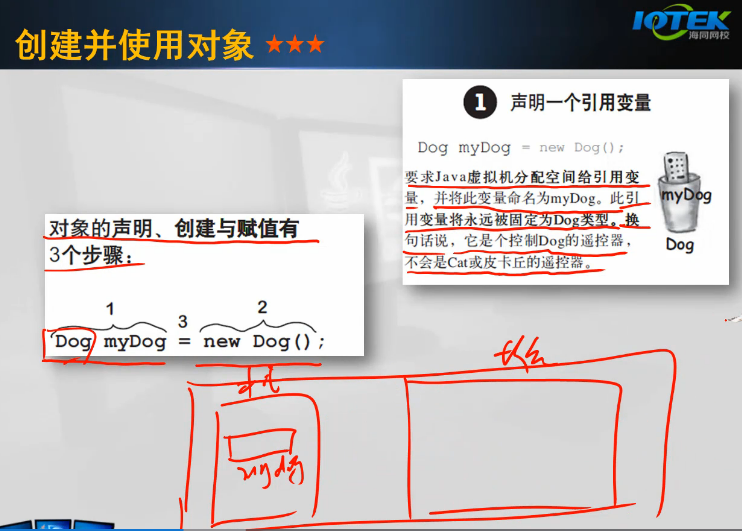 创建并使用对象 ★★★
IOTEK
海同网校
1 声明一个引用变量
Dog myDog = new Dog();
要求Java虚拟机分配空间给引用变
量，并将此变量命名为myDog。此引
用变量将永远被固定为Dog类型。换
句话说，它是个控制Dog的遥控器，
不会是Cat或皮卡丘的遥控器。
myDog
Dog
对象的声明、创建与赋值有
3个步骤：
1 3 2
Dog myDog = new Dog();
mydog